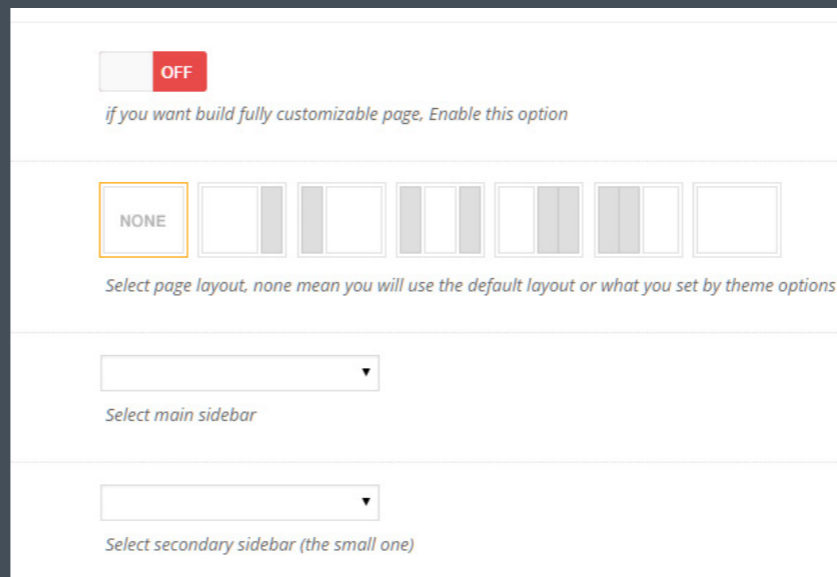 OFF
if you want build fully customizable page, Enable this option
NONE
Select page layout, none mean you will use the default layout or what you set by theme options
Select main sidebar
Select secondary sidebar (the small one)